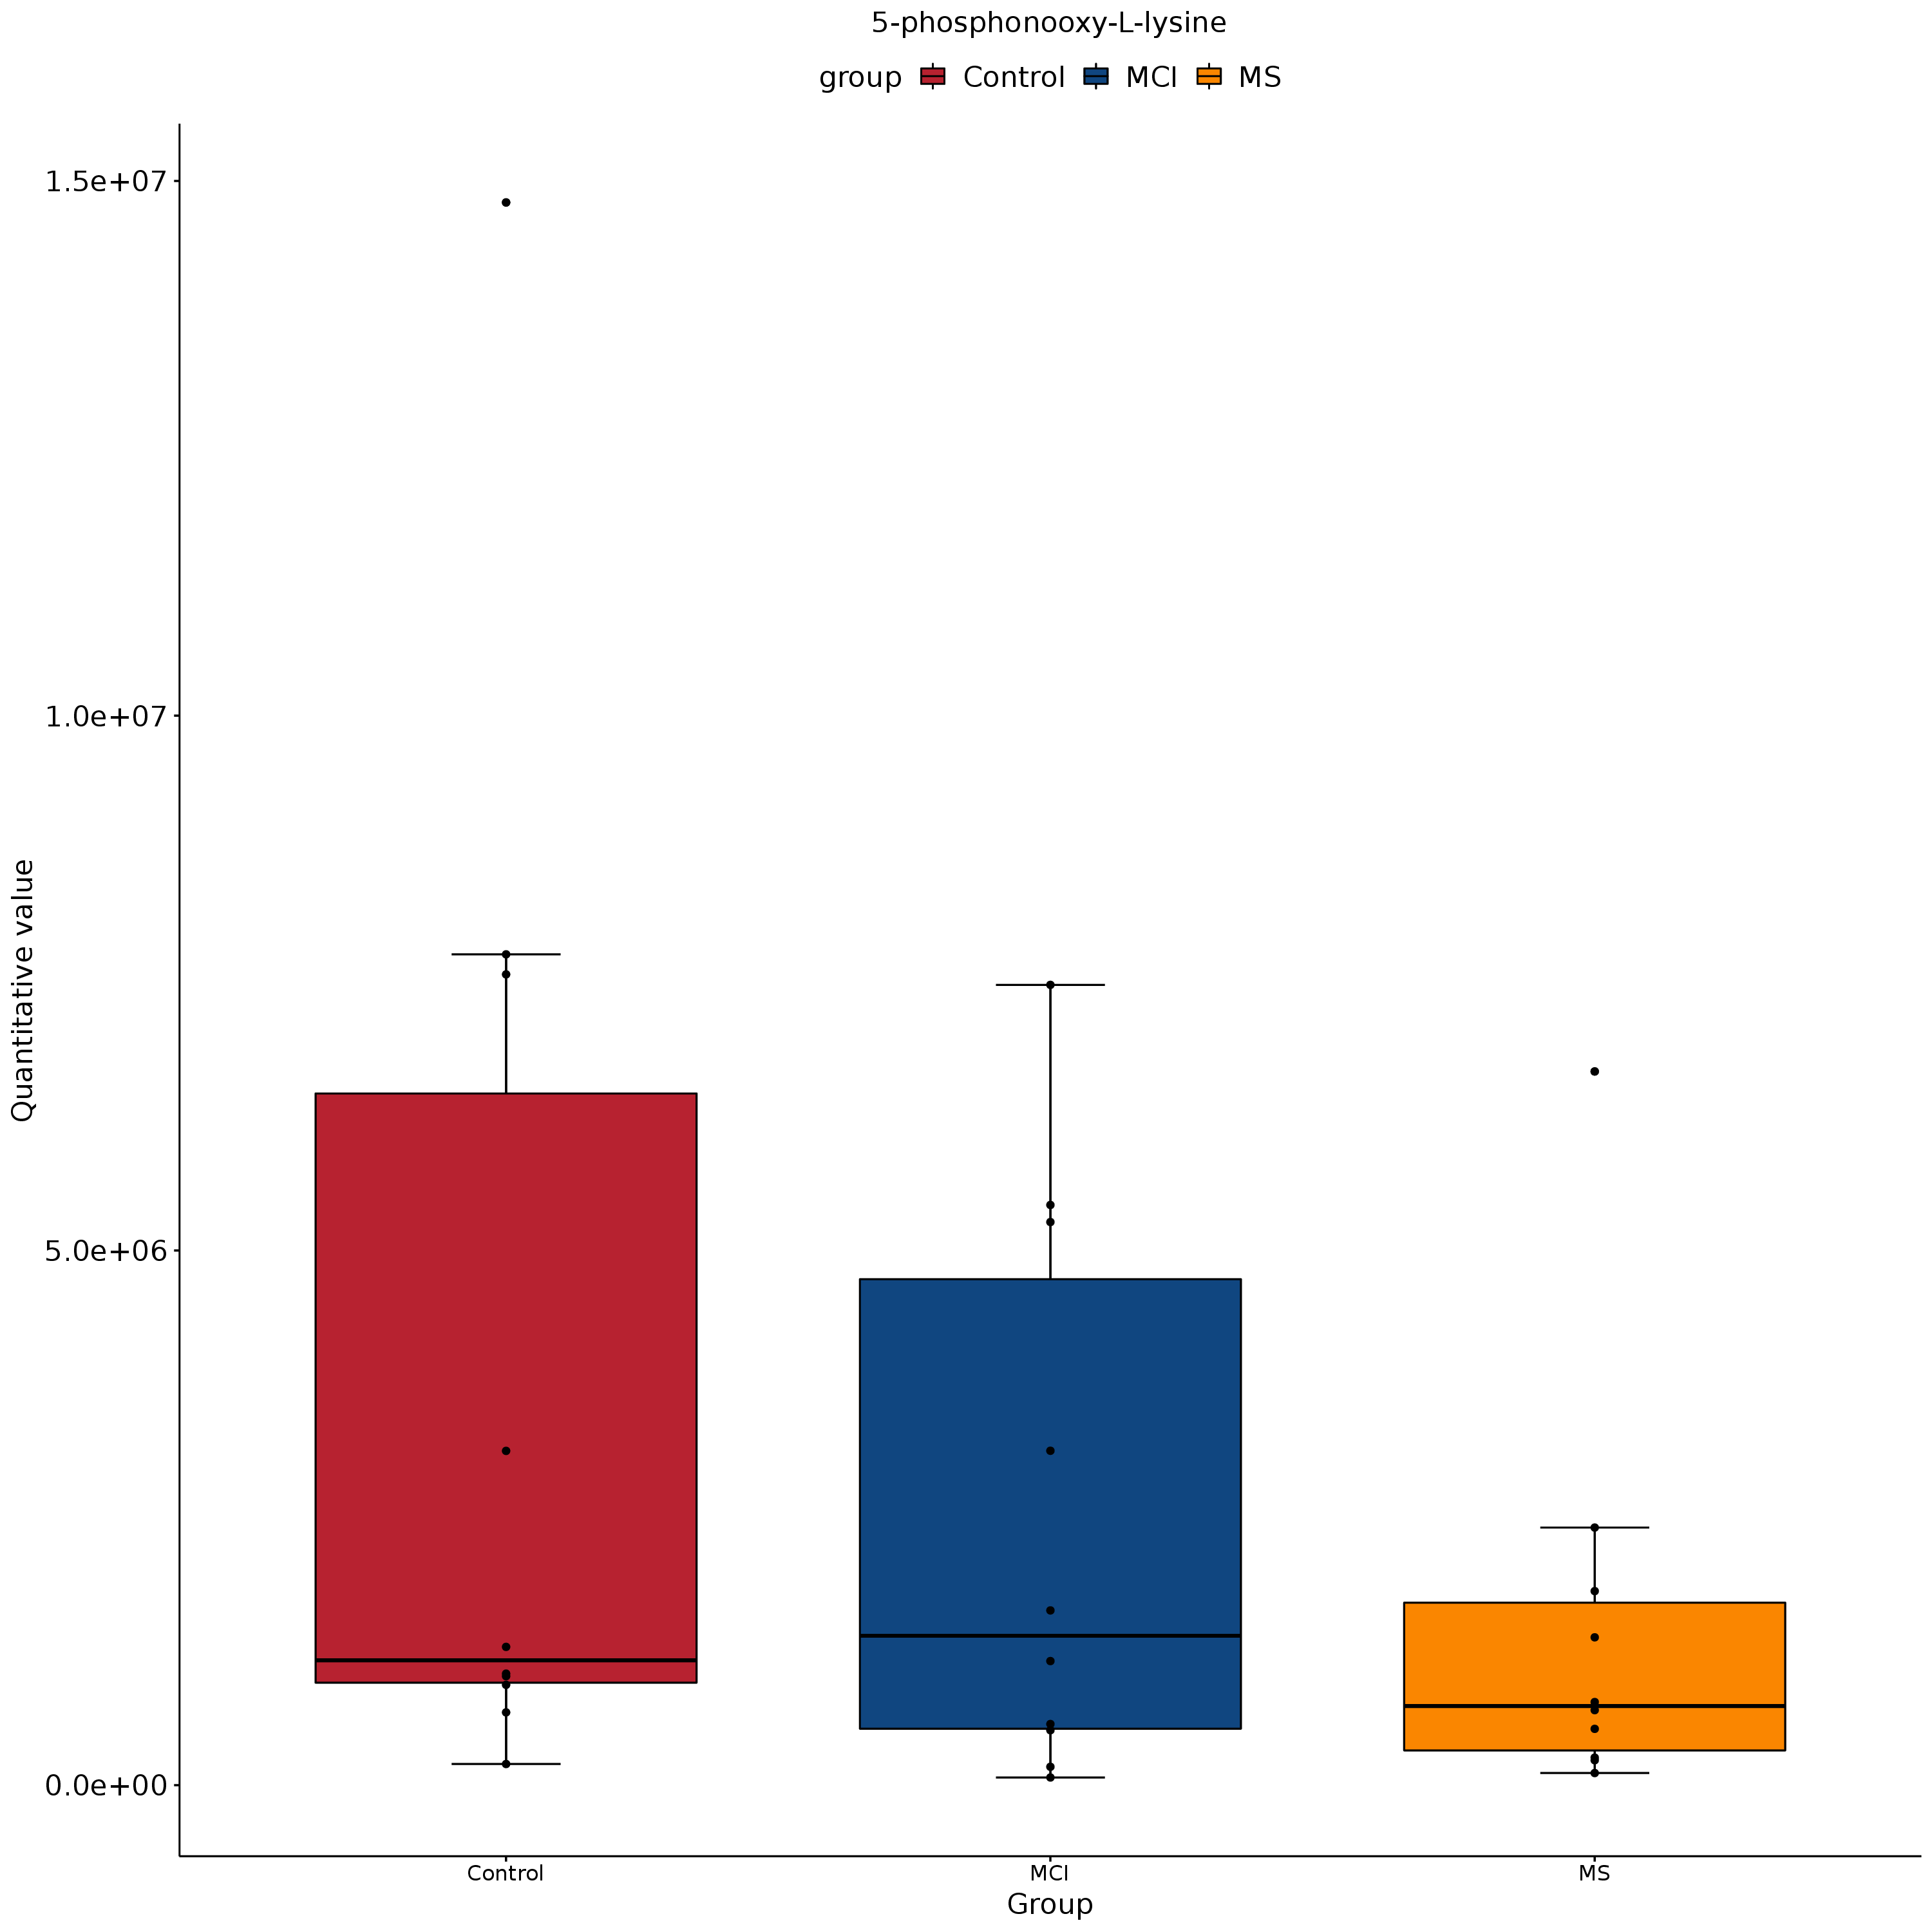 5-phosphonooxy-L-lysine
group Control MCI MS
1.5e+07
1.0e+07
5.0e+06
0.0e+00
Quantitative value
Control MCI MS
Group